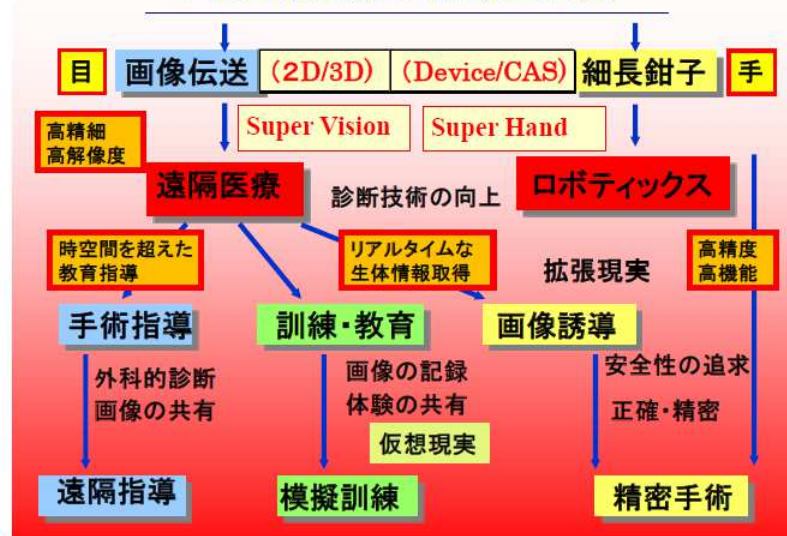 目
画像伝送
(2D/3D)
(Device/CAS)
細長鉗子
手
高精細
高解像度
Super Vision
Super Hand
遠隔医療
診断技術の向上
ロボティックス
時空間を超えた
教育指導
リアルタイムな
生体情報取得
拡張現実
高精度
高機能
手術指導
訓練・教育
画像誘導
外科的診断
画像の共有
画像の記録
体験の共有
安全性の追求
正確・精密
仮想現実
遠隔指導
模擬訓練
精密手術